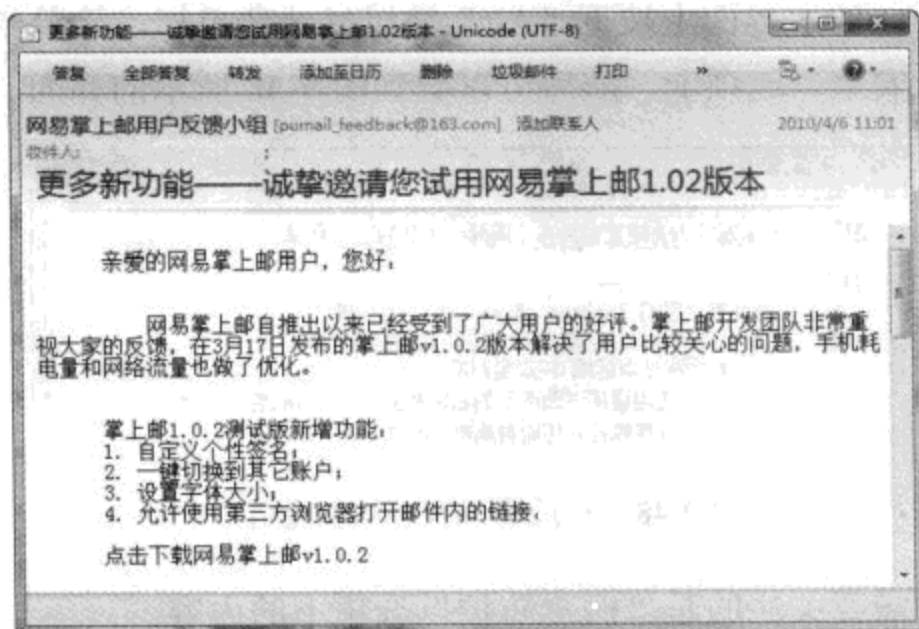 更多新功能——诚挚邀请您试用网易掌上邮1.02版本 - Unicode (UTF-8)
答复 全部答复 转发 添加至日历 删除 垃圾邮件 打印 »
网易掌上邮用户反馈小组 [pumail_feedback@163.com] 添加联系人 2010/4/6 11:01
收件人: ;
更多新功能——诚挚邀请您试用网易掌上邮1.02版本
亲爱的网易掌上邮用户，您好：
网易掌上邮自推出以来已经受到了广大用户的好评。掌上邮开发团队非常重
视大家的反馈，在3月17日发布的掌上邮v1.0.2版本解决了用户比较关心的问题，手机耗
电量和网络流量也做了优化。
掌上邮1.0.2测试版新增功能：
1. 自定义个性签名；
2. 一键切换到其它账户；
3. 设置字体大小；
4. 允许使用第三方浏览器打开邮件内的链接．
点击下载网易掌上邮v1.0.2